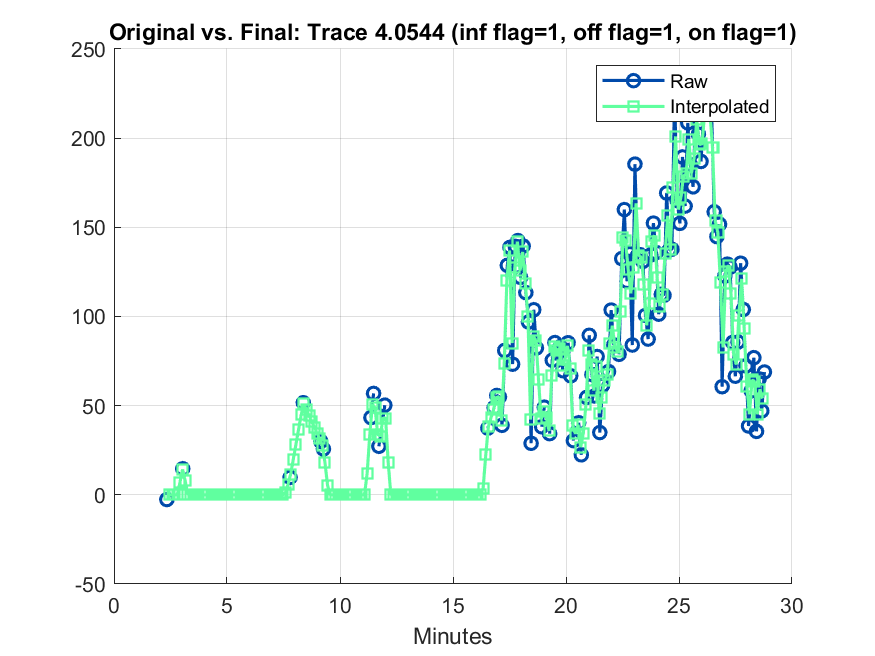 Original vs. Final: Trace 4.0544 (inf flag=1, off flag=1, on flag=1)
250
200
150
100
50
0
-50
0 5 10 15 20 25 30
Minutes
Raw
Interpolated